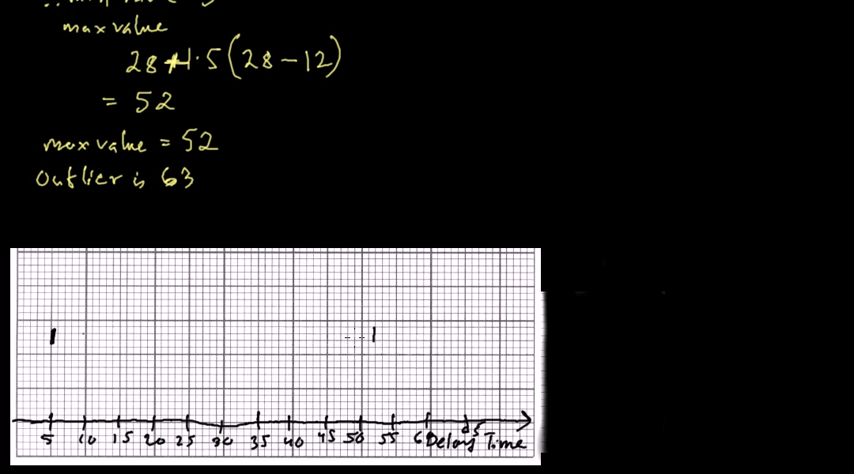 max value
28 + 1.5 (28 - 12)
= 52
max value = 52
Outlier is 63
5 10 15 20 25 30 35 40 45 50 55 60 Delay Time